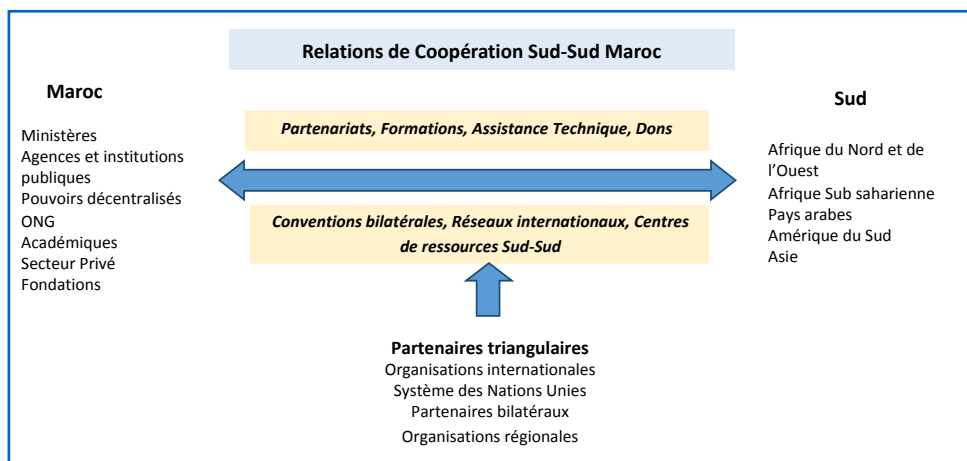 Relations de Coopération Sud-Sud Maroc
Maroc
Ministères
Agences et institutions
publiques
Pouvoirs décentralisés
ONG
Académiques
Secteur Privé
Fondations
Partenariats, Formations, Assistance Technique, Dons
Conventions bilatérales, Réseaux internationaux, Centres
de ressources Sud-Sud
Sud
Afrique du Nord et de
l’Ouest
Afrique Sub saharienne
Pays arabes
Amérique du Sud
Asie
Partenaires triangulaires
Organisations internationales
Système des Nations Unies
Partenaires bilatéraux
Organisations régionales